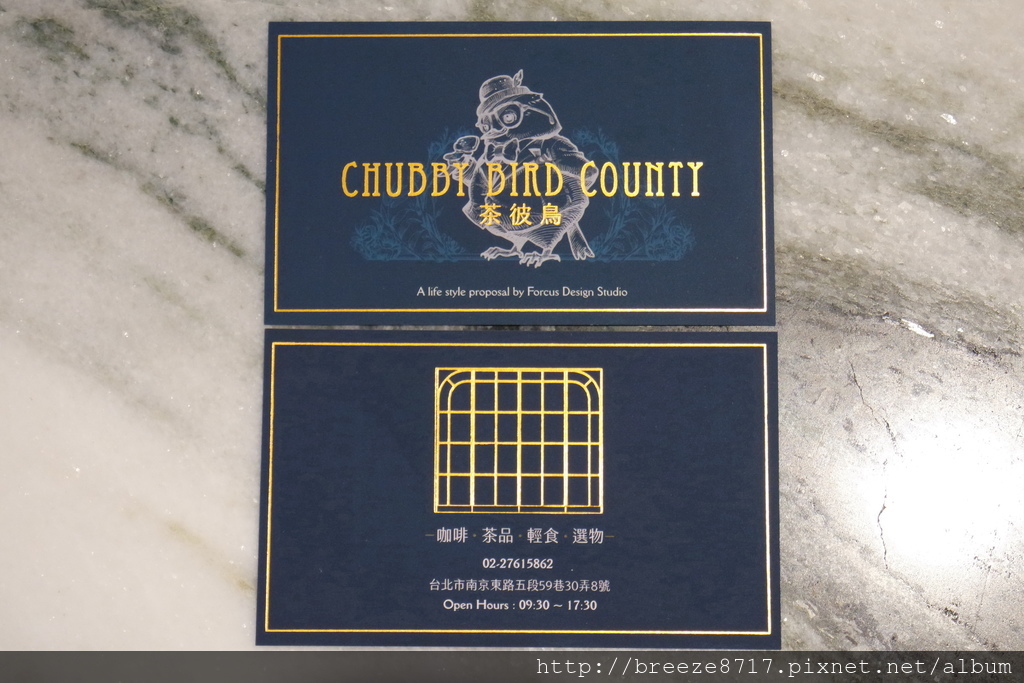 CHUBBY BIRD COUNTY
茶彼鳥
A life style proposal by Forcus Design Studio
咖啡·茶品·輕食·選物
02-27615862
台北市南京東路五段59巷30弄8號
Open Hours : 09:30 ~ 17:30
http://breeze8717.pixnet.net/album